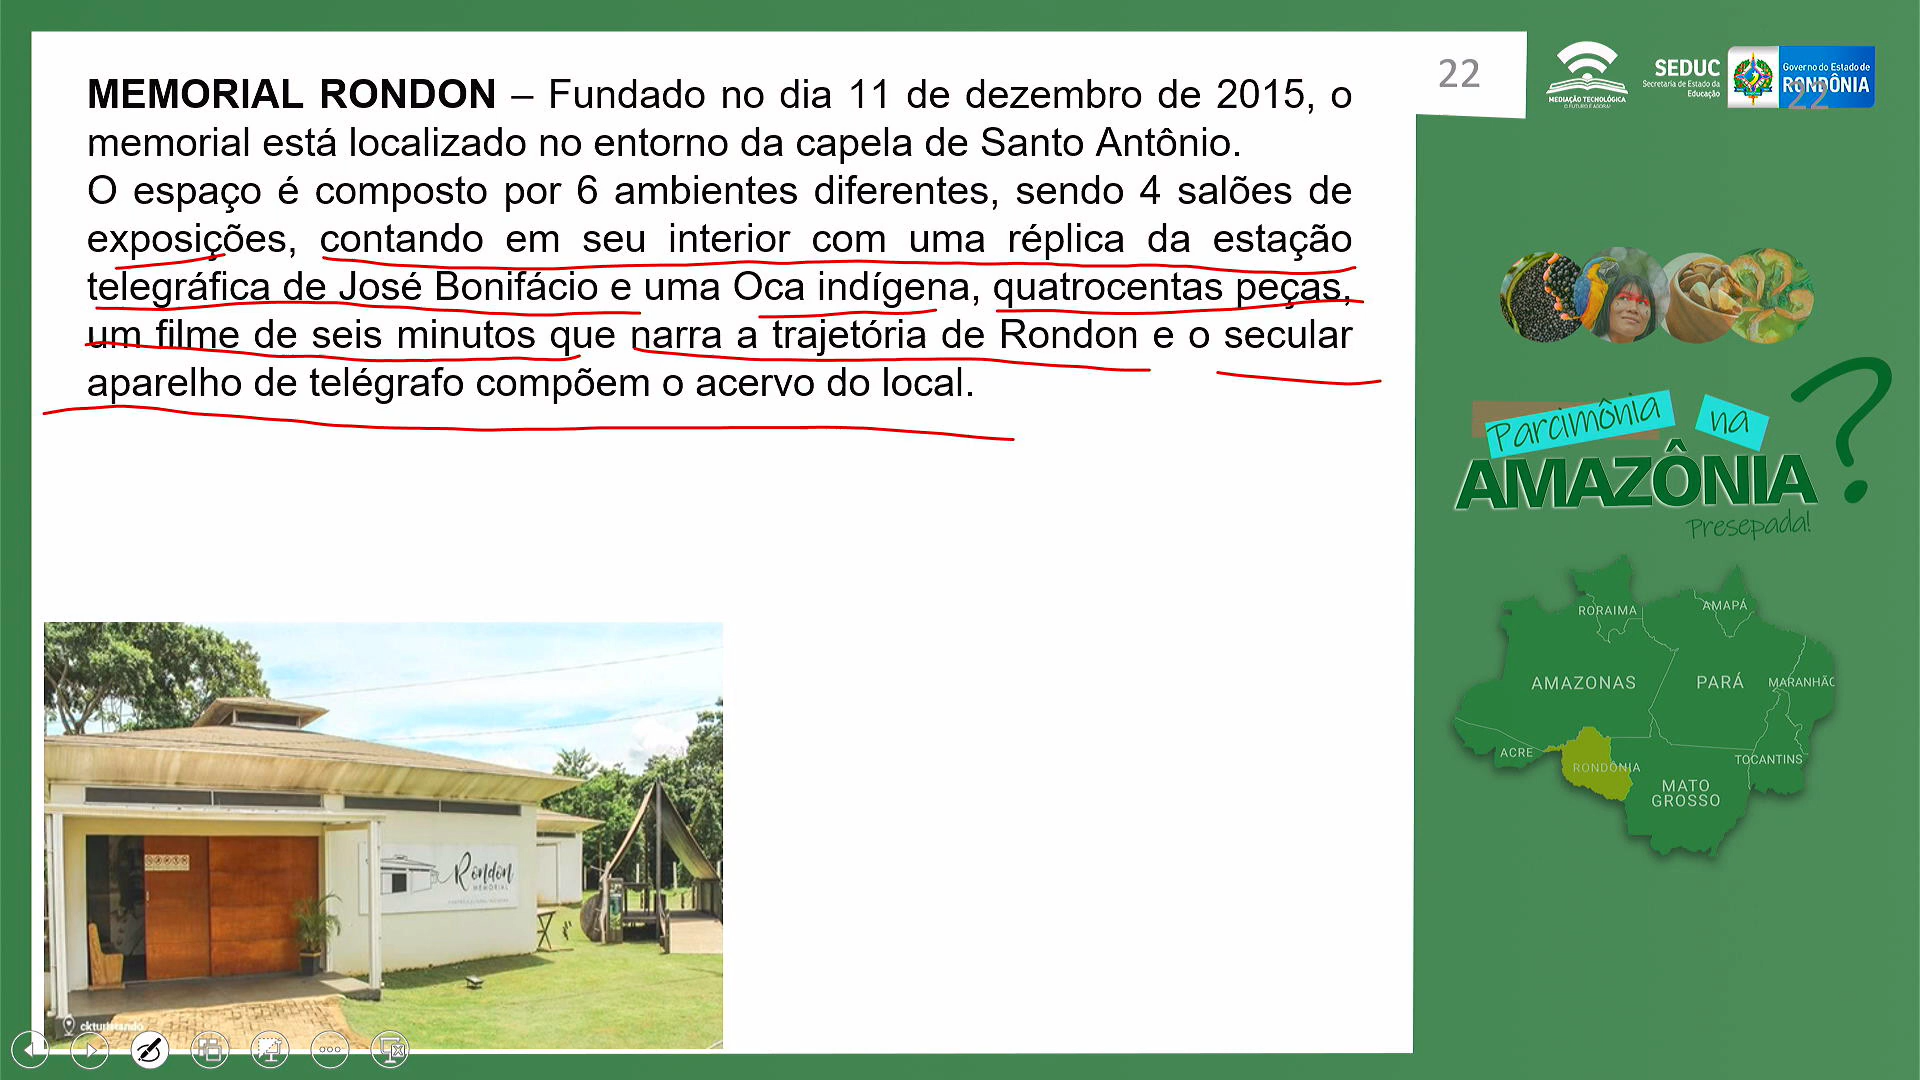 MEMORIAL RONDON – Fundado no dia 11 de dezembro de 2015, o
memorial está localizado no entorno da capela de Santo Antônio.
O espaço é composto por 6 ambientes diferentes, sendo 4 salões de
exposições, contando em seu interior com uma réplica da estação
telegráfica de José Bonifácio e uma Oca indígena, quatrocentas peças,
um filme de seis minutos que narra a trajetória de Rondon e o secular
aparelho de telégrafo compõem o acervo do local.
22
MEDIAÇÃO TECNOLÓGICA
O FUTURO É AGORA!
SEDUC
Secretaria de Estado da
Educação
Governo do Estado de
RONDÔNIA
22
Parcimônia na
AMAZÔNIA?
Presepada!
RORAIMA
AMAPÁ
AMAZONAS
PARÁ
MARANHÃO
ACRE
RONDÔNIA
TOCANTINS
MATO
GROSSO
Rondon
MEMORIAL